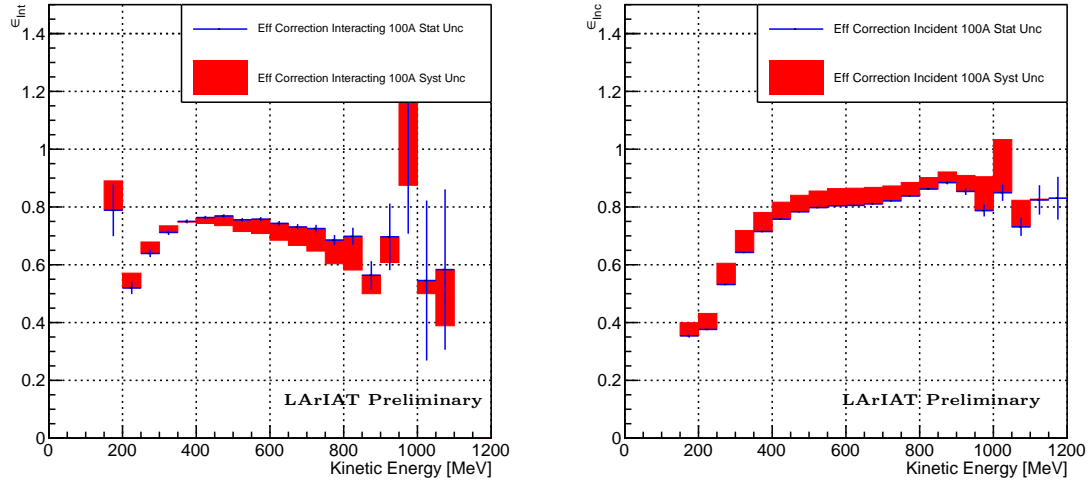 ϵ_Int
Eff Correction Interacting 100A Stat Unc
Eff Correction Interacting 100A Syst Unc
1.4
1.2
1
0.8
0.6
0.4
0.2
0
LArIAT Preliminary
0 200 400 600 800 1000 1200
Kinetic Energy [MeV]
ϵ_Inc
Eff Correction Incident 100A Stat Unc
Eff Correction Incident 100A Syst Unc
1.4
1.2
1
0.8
0.6
0.4
0.2
0
LArIAT Preliminary
0 200 400 600 800 1000 1200
Kinetic Energy [MeV]